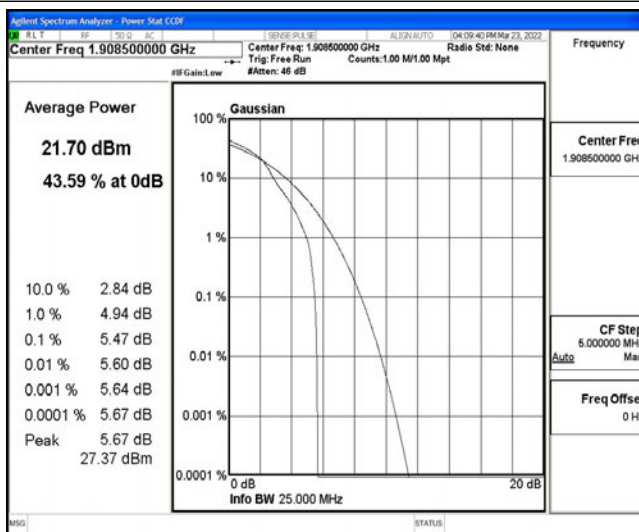 Agilent Spectrum Analyzer - Power Stat CCDF
RLT RF 50 Ω AC SENSE:PULSE ALIGN AUTO 04:09:40 PM Mar 23, 2022
Center Freq 1.908500000 GHz
Center Freq: 1.908500000 GHz Radio Std: None
Trig: Free Run Counts:1.00 M/1.00 Mpt
#IFGain:Low #Atten: 46 dB
Frequency
Average Power
21.70 dBm
43.59 % at 0dB
10.0 % 2.84 dB
1.0 % 4.94 dB
0.1 % 5.47 dB
0.01 % 5.60 dB
0.001 % 5.64 dB
0.0001 % 5.67 dB
Peak 5.67 dB
27.37 dBm
Gaussian
100 %
10 %
1 %
0.1 %
0.01 %
0.001 %
0.0001 %
0 dB 20 dB
Info BW 25.000 MHz
Center Fre
1.908500000 GH
CF Step
5.000000 MH
Auto Ma
Freq Offse
0 H
MSG STATUS